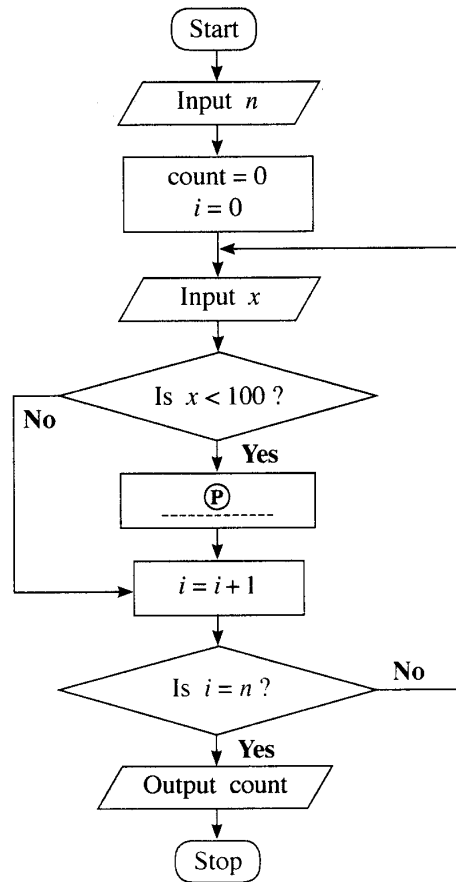 Start
Input n
count = 0
i = 0
Input x
Is x < 100 ?
No
Yes
Ⓟ
i = i + 1
Is i = n ?
No
Yes
Output count
Stop